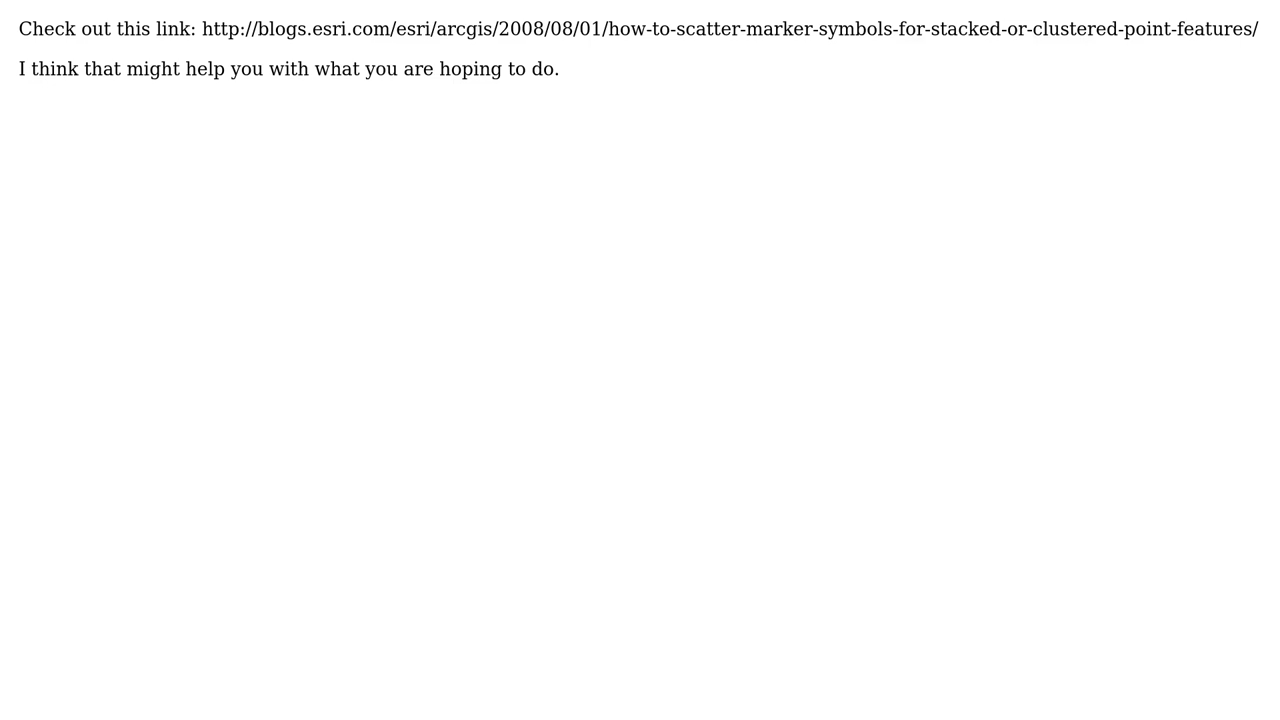 Check out this link: http://blogs.esri.com/esri/arcgis/2008/08/01/how-to-scatter-marker-symbols-for-stacked-or-clustered-point-features/
I think that might help you with what you are hoping to do.